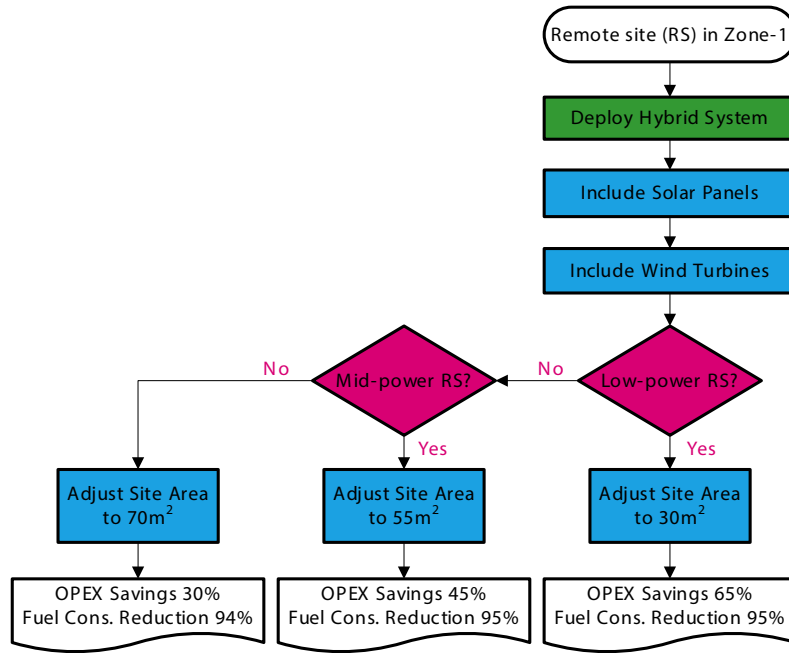 Remote site (RS) in Zone-1
Deploy Hybrid System
Include Solar Panels
Include Wind Turbines
Low-power RS?
No
Mid-power RS?
No
Yes
Yes
Adjust Site Area
to 70m²
Adjust Site Area
to 55m²
Adjust Site Area
to 30m²
OPEX Savings 30%
Fuel Cons. Reduction 94%
OPEX Savings 45%
Fuel Cons. Reduction 95%
OPEX Savings 65%
Fuel Cons. Reduction 95%